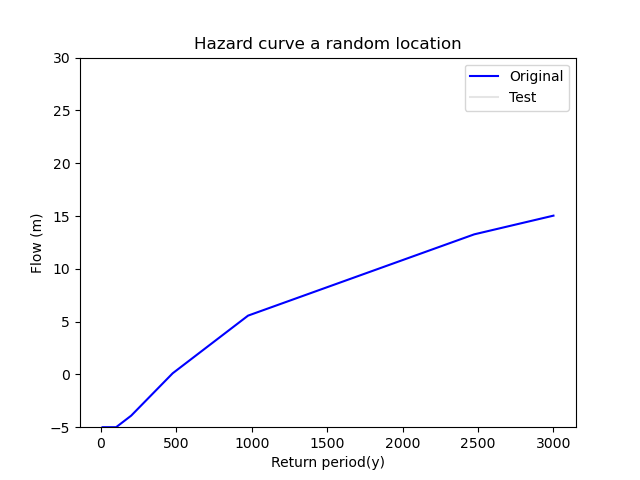 Hazard curve a random location
30
25
20
15
10
5
0
−5
Flow (m)
Original
Test
0 500 1000 1500 2000 2500 3000
Return period(y)